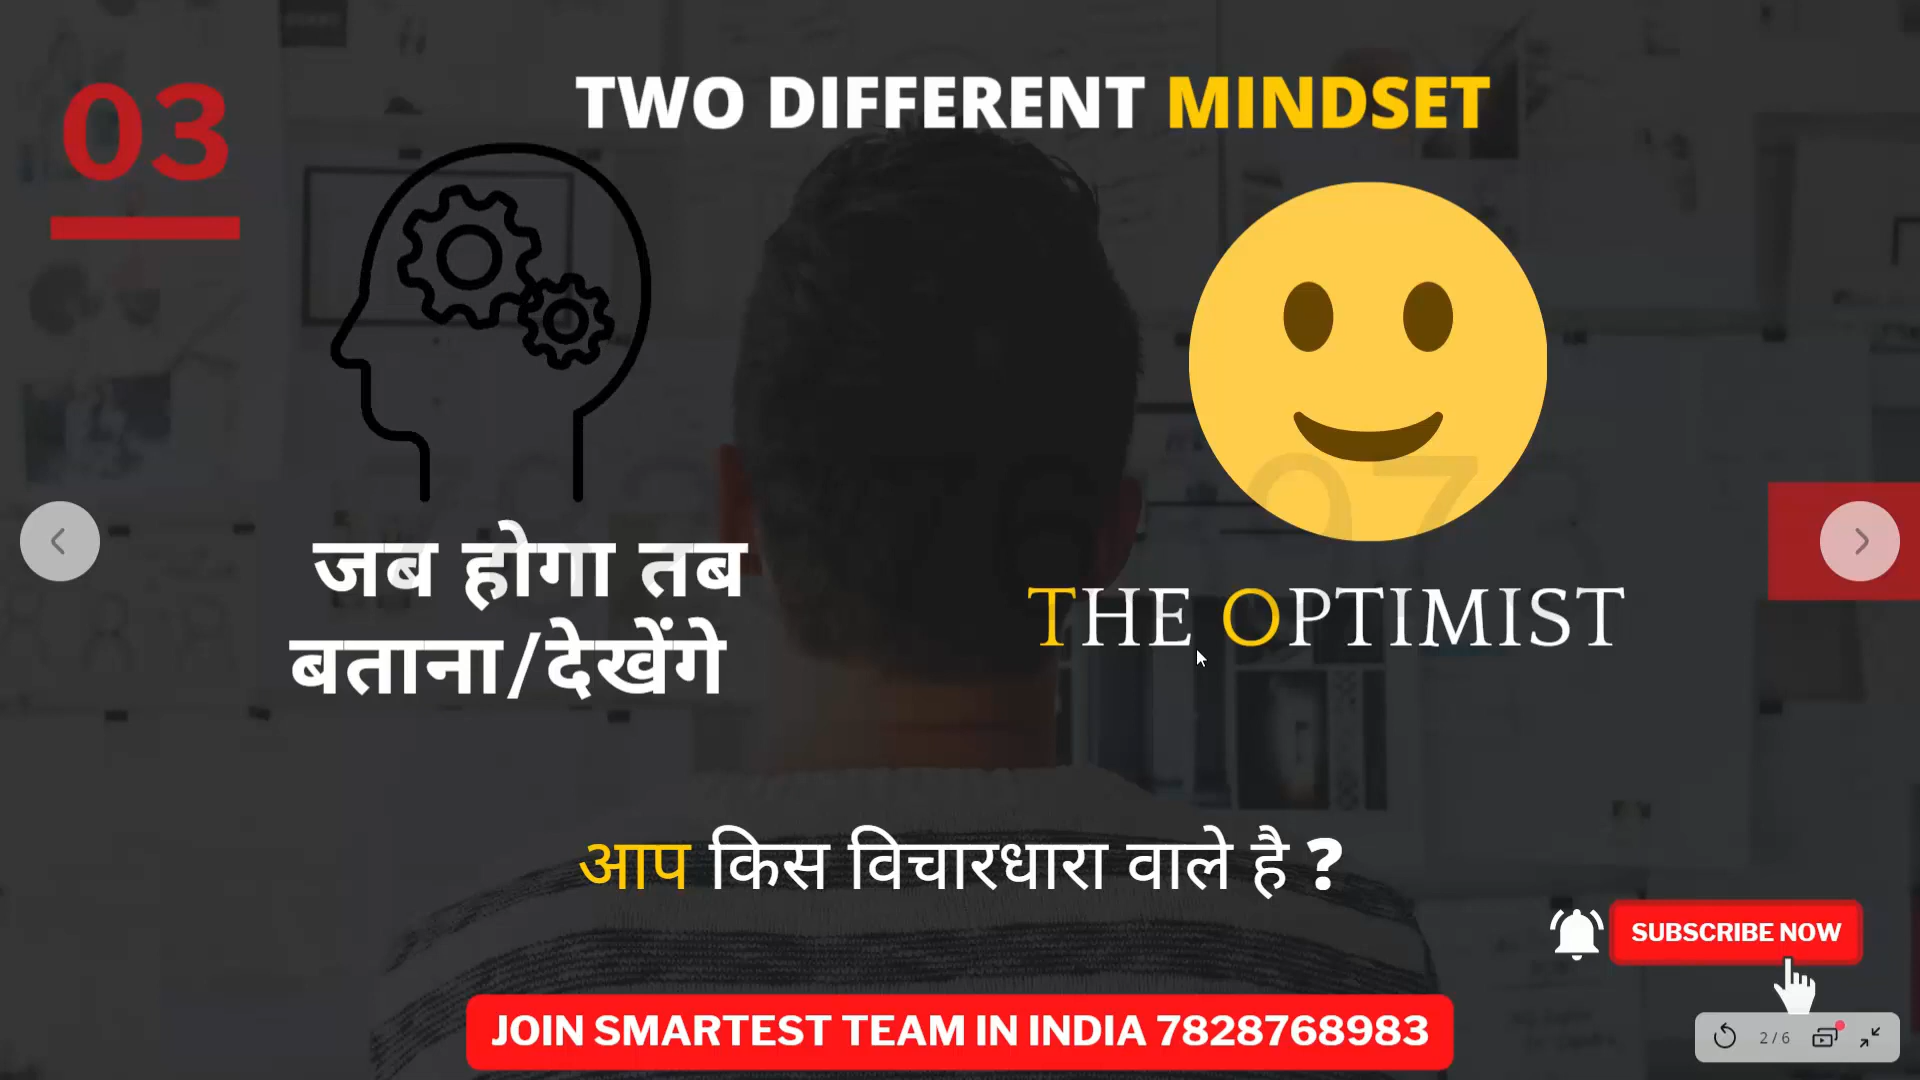 03
TWO DIFFERENT MINDSET
जब होगा तब
बताना/देखेंगे
THE OPTIMIST
आप किस विचारधारा वाले है ?
SUBSCRIBE NOW
JOIN SMARTEST TEAM IN INDIA 7828768983
2 / 6